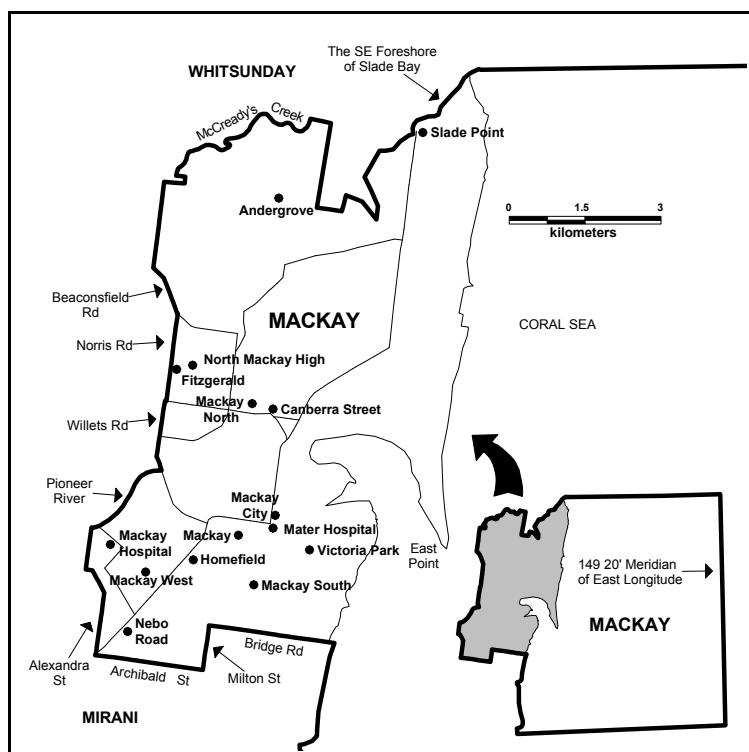 The SE Foreshore
of Slade Bay
WHITSUNDAY
McCready's Creek
Slade Point
Andergrove
0 1.5 3
kilometers
Beaconsfield
Rd
MACKAY
CORAL SEA
Norris Rd
North Mackay High
Fitzgerald
Mackay
North
Canberra Street
Willets Rd
Pioneer
River
Mackay
City
Mater Hospital
Mackay
Hospital
Mackay
Victoria Park
East
Point
Homefield
149 20' Meridian
of East Longitude
Mackay West
Mackay South
MACKAY
Nebo
Road
Bridge Rd
Alexandra
St
Archibald St
Milton St
MIRANI